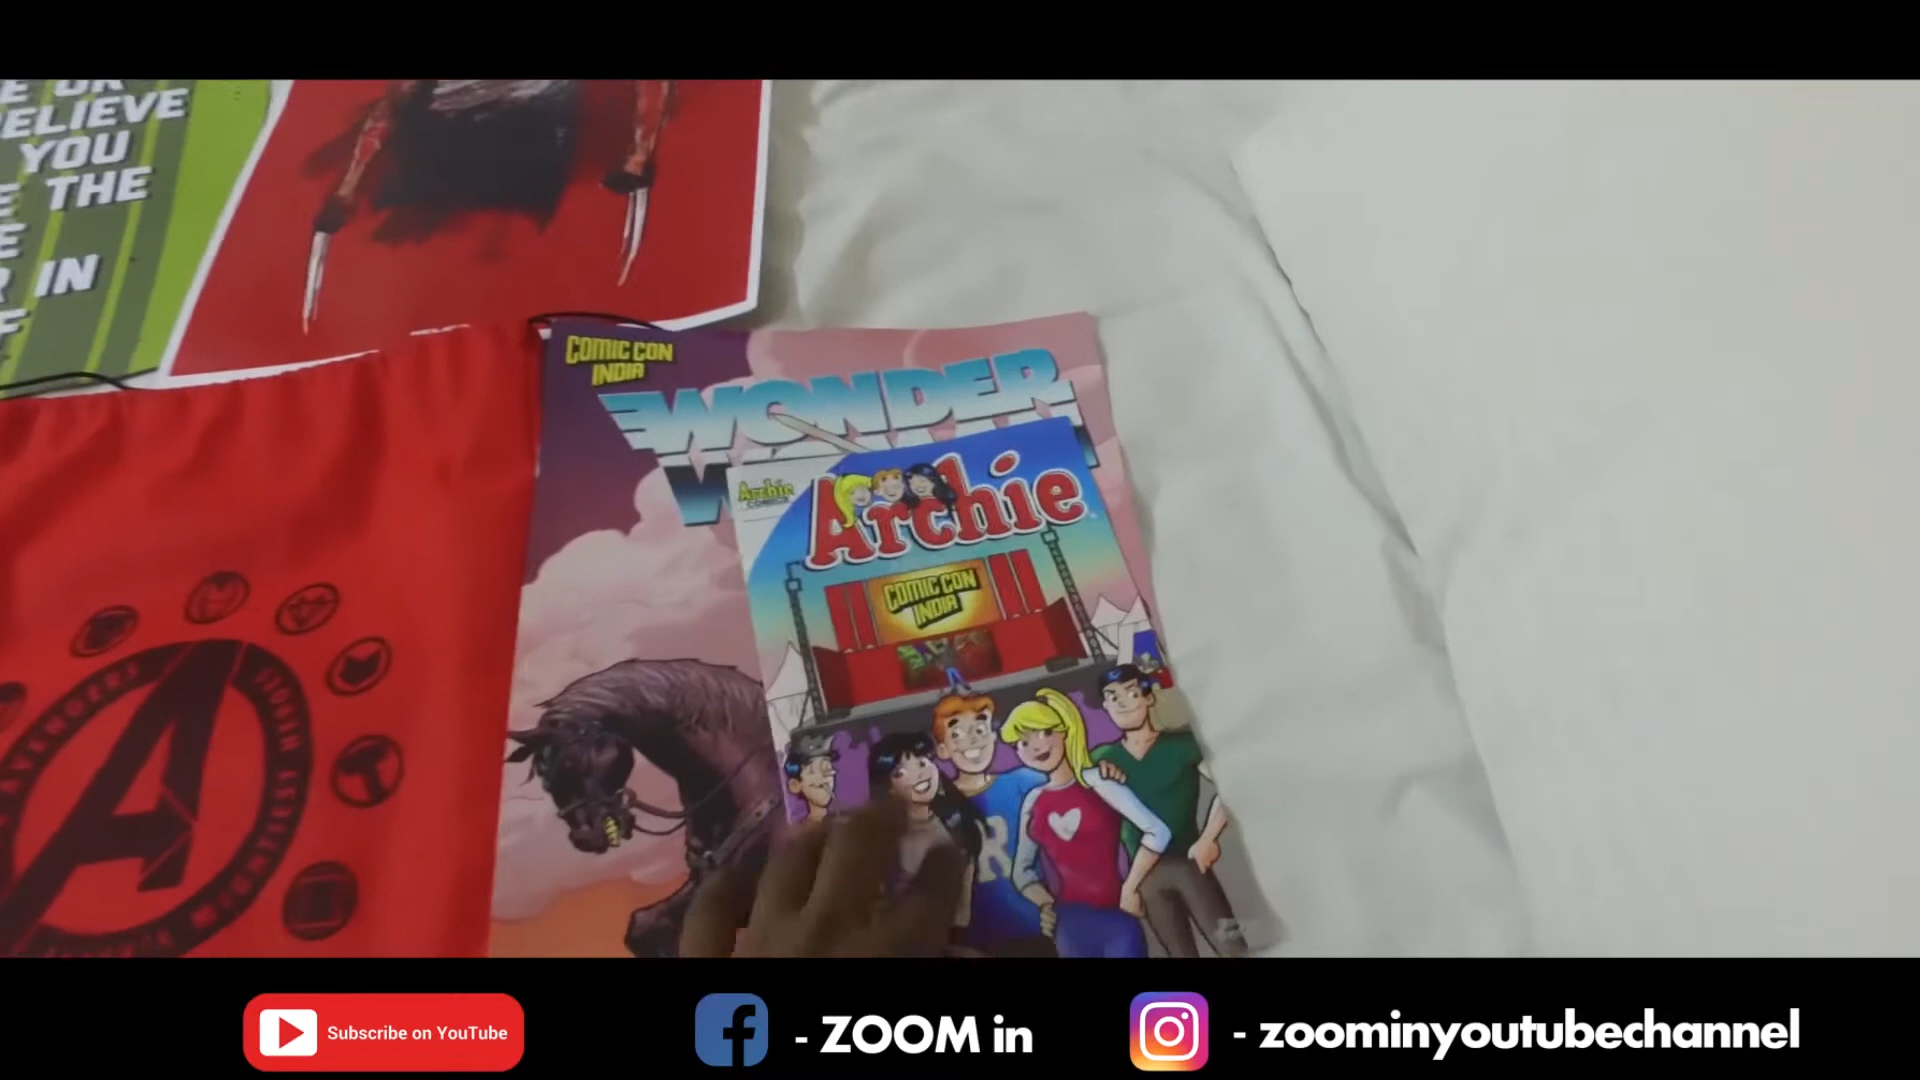 ELIEVE
YOU
THE
IN
COMIC CON
INDIA
WONDER
W
Archie
COMICS
Archie
COMIC CON
INDIA
AVENGERS
A
R
Subscribe on YouTube
- ZOOM in
- zoominyoutubechannel